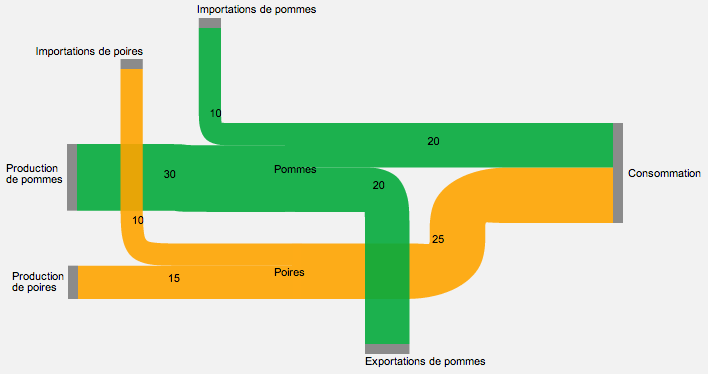 Importations de pommes
Importations de poires
10
20
Production
de pommes
30
Pommes
20
Consommation
10
25
Production
de poires
15
Poires
Exportations de pommes